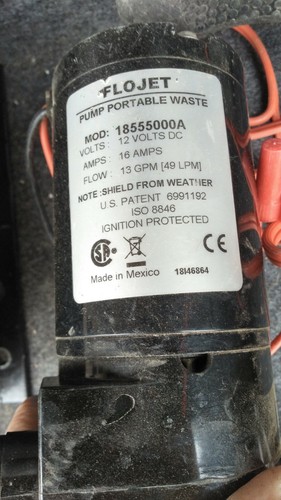 FLOJET
PUMP PORTABLE WASTE
MOD: 18555000A
VOLTS : 12 VOLTS DC
AMPS : 16 AMPS
FLOW : 13 GPM [49 LPM]
NOTE : SHIELD FROM WEATHER
U.S. PATENT 6991192
ISO 8846
IGNITION PROTECTED
SA CE
Made in Mexico 18I46864